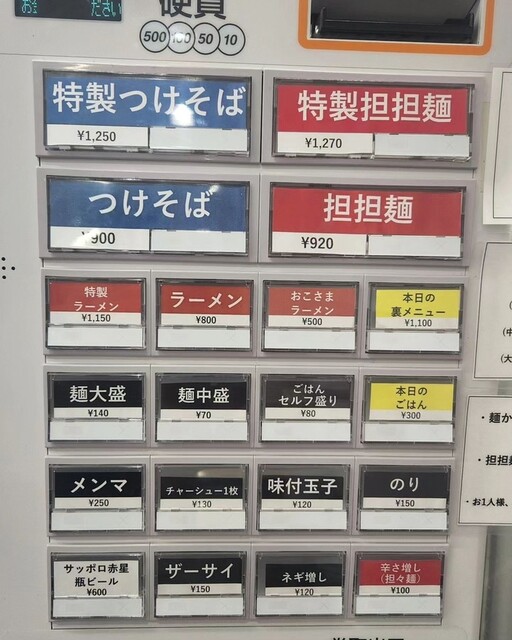 硬貨
500 100 50 10
特製つけそば
¥1,250
特製担担麺
¥1,270
つけそば
¥900
担担麺
¥920
特製
ラーメン
¥1,150
ラーメン
¥800
おこさま
ラーメン
¥500
本日の
裏メニュー
¥1,100
麺大盛
¥140
麺中盛
¥70
ごはん
セルフ盛り
¥80
本日の
ごはん
¥300
メンマ
¥250
チャーシュー1枚
¥130
味付玉子
¥120
のり
¥150
サッポロ赤星
瓶ビール
¥600
ザーサイ
¥150
ネギ増し
¥120
辛さ増し
(担々麺)
¥100
(中
(大
・麺か
・担担麺
・お1人様、